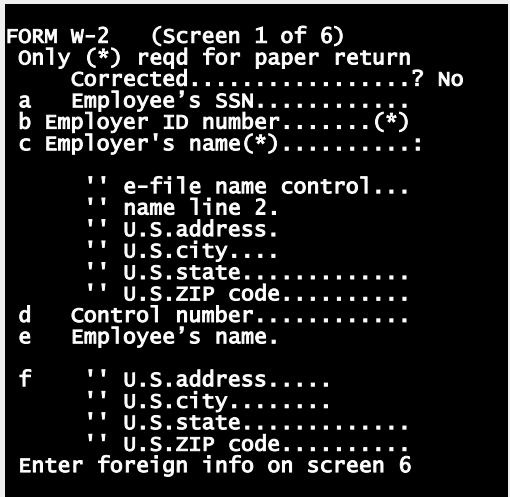 FORM W-2   (Screen 1 of 6)
Only (*) reqd for paper return
Corrected.................? No
a   Employee's SSN............
b Employer ID number.......(*)
c Employer's name(*)..........:
'' e-file name control...
'' name line 2.
'' U.S.address.
'' U.S.city....
'' U.S.state.............
'' U.S.ZIP code..........
d   Control number............
e   Employee's name.
f    '' U.S.address.....
'' U.S.city........
'' U.S.state.............
'' U.S.ZIP code..........
Enter foreign info on screen 6